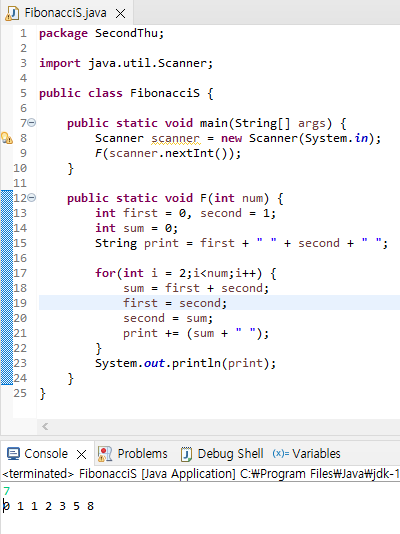 FibonacciS.java
1 package SecondThu;
2
3 import java.util.Scanner;
4
5 public class FibonacciS {
6
7 public static void main(String[] args) {
8 Scanner scanner = new Scanner(System.in);
9 F(scanner.nextInt());
10 }
11
12 public static void F(int num) {
13 int first = 0, second = 1;
14 int sum = 0;
15 String print = first + " " + second + " ";
16
17 for(int i = 2;i<num;i++) {
18 sum = first + second;
19 first = second;
20 second = sum;
21 print += (sum + " ");
22 }
23 System.out.println(print);
24 }
25 }
Console Problems Debug Shell (x)= Variables
<terminated> FibonacciS [Java Application] C:₩Program Files₩Java₩jdk-1
7
0 1 1 2 3 5 8